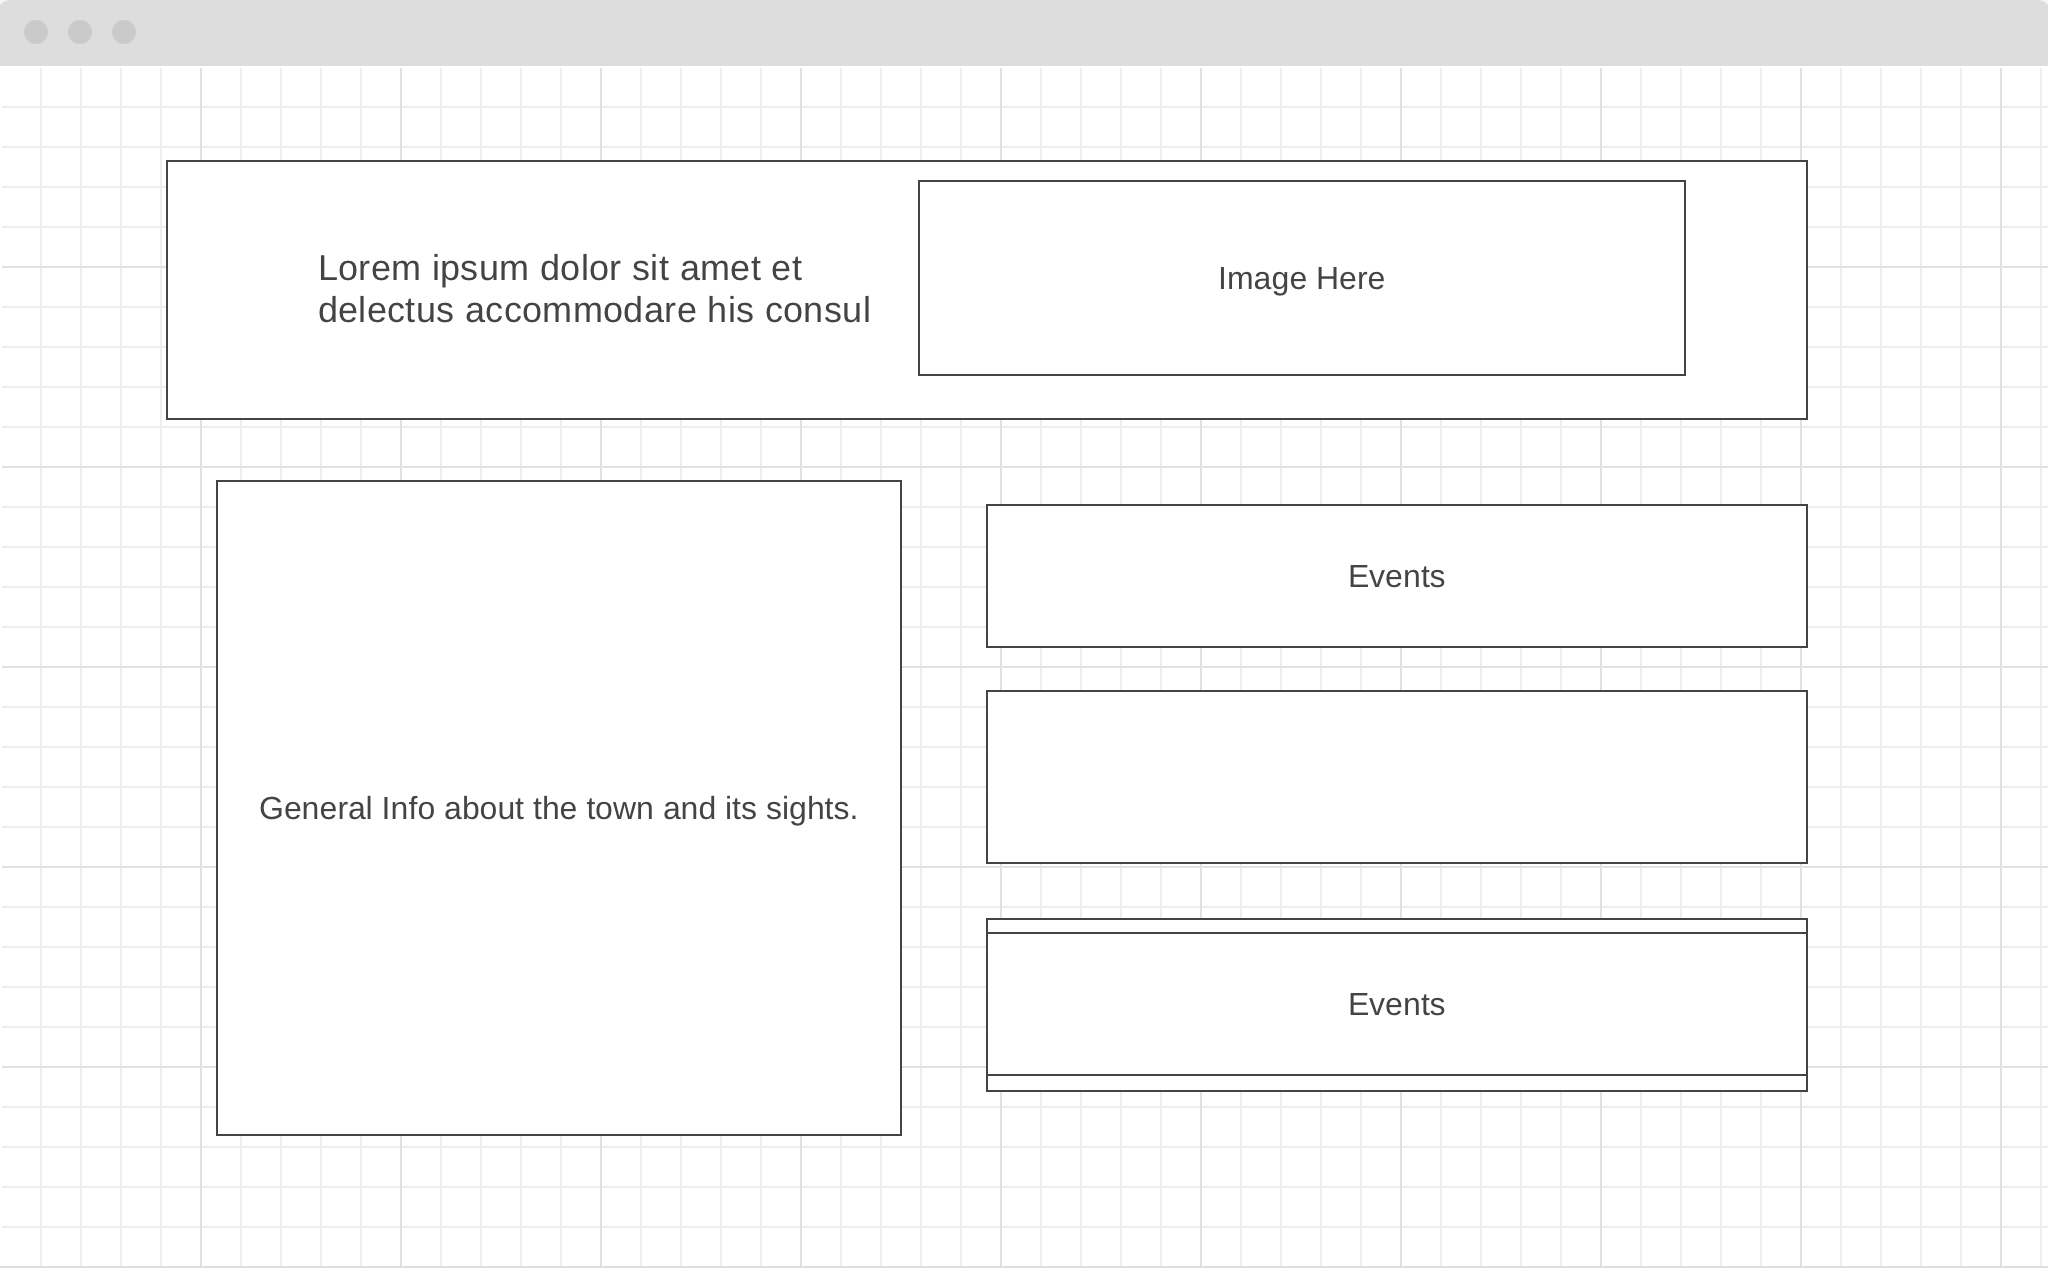 Lorem ipsum dolor sit amet et
delectus accommodare his consul
Image Here
General Info about the town and its sights.
Events
Events